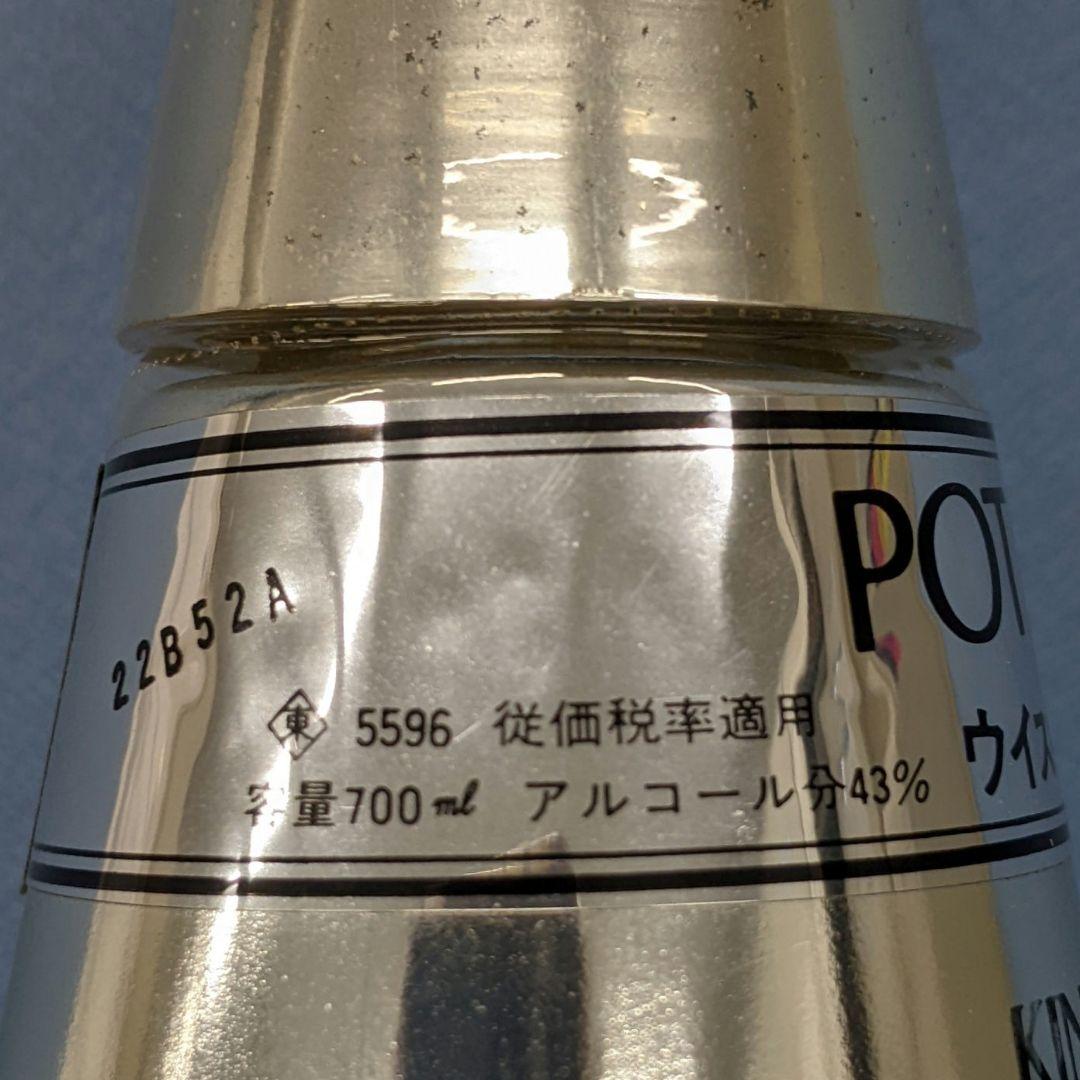 22B52A
POT
東 5596 従価税率適用
ウイス
容量700ml アルコール分43%
KIN